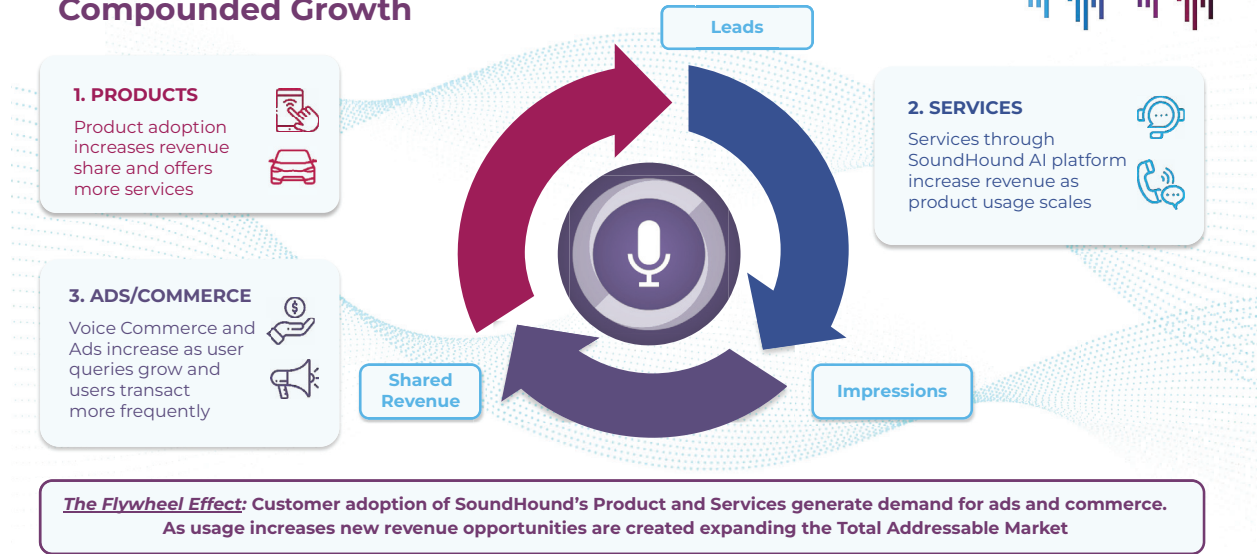 Compounded Growth
Leads
1. PRODUCTS
Product adoption
increases revenue
share and offers
more services
2. SERVICES
Services through
SoundHound AI platform
increase revenue as
product usage scales
3. ADS/COMMERCE
Voice Commerce and
Ads increase as user
queries grow and
users transact
more frequently
$
Shared
Revenue
Impressions
The Flywheel Effect: Customer adoption of SoundHound’s Product and Services generate demand for ads and commerce.
As usage increases new revenue opportunities are created expanding the Total Addressable Market